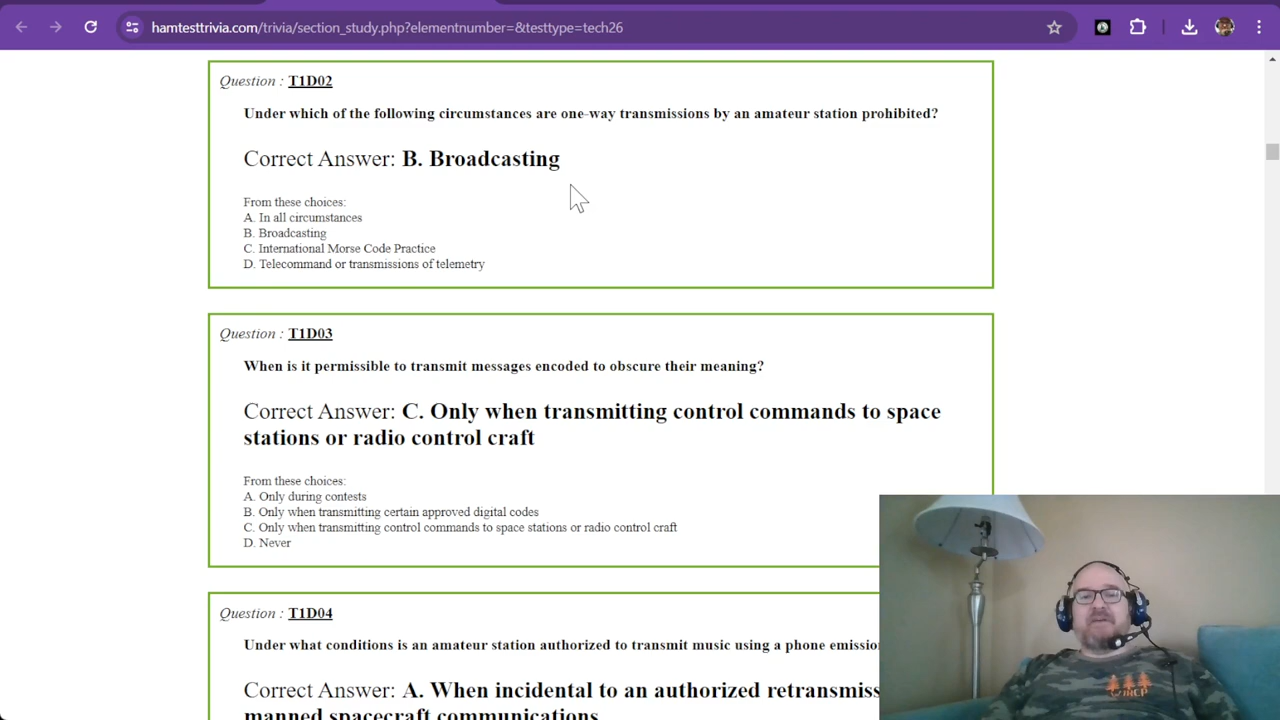 hamtesttrivia.com/trivia/section_study.php?elementnumber=&testtype=tech26
Question : T1D02
Under which of the following circumstances are one-way transmissions by an amateur station prohibited?
Correct Answer: B. Broadcasting
From these choices:
A. In all circumstances
B. Broadcasting
C. International Morse Code Practice
D. Telecommand or transmissions of telemetry
Question : T1D03
When is it permissible to transmit messages encoded to obscure their meaning?
Correct Answer: C. Only when transmitting control commands to space
stations or radio control craft
From these choices:
A. Only during contests
B. Only when transmitting certain approved digital codes
C. Only when transmitting control commands to space stations or radio control craft
D. Never
Question : T1D04
Under what conditions is an amateur station authorized to transmit music using a phone emission
Correct Answer: A. When incidental to an authorized retransmiss
manned spacecraft communications